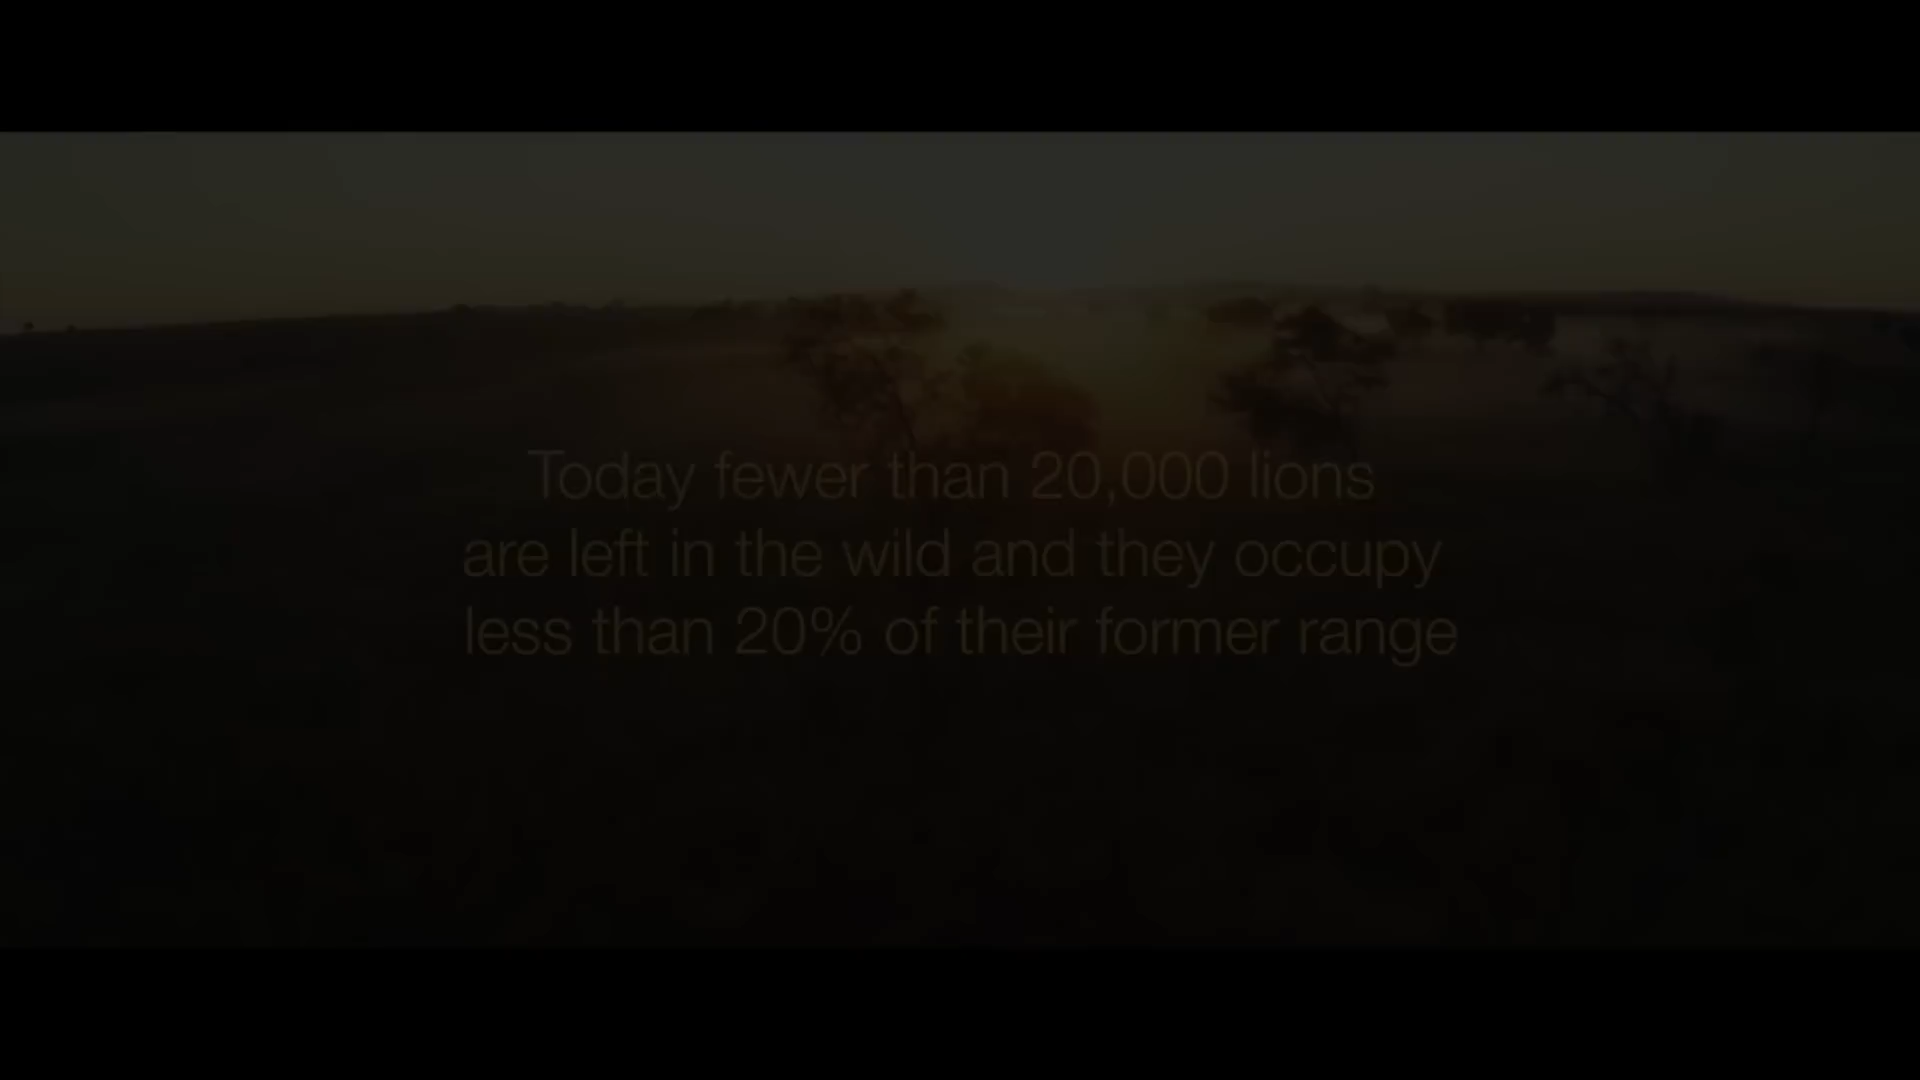 Today fewer than 20,000 lions
are left in the wild and they occupy
less than 20% of their former range